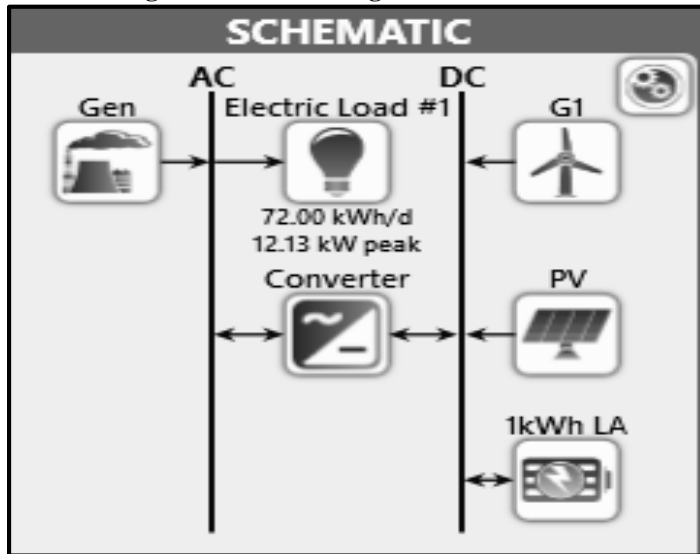 SCHEMATIC
AC
DC
Gen
Electric Load #1
G1
72.00 kWh/d
12.13 kW peak
Converter
PV
1kWh LA